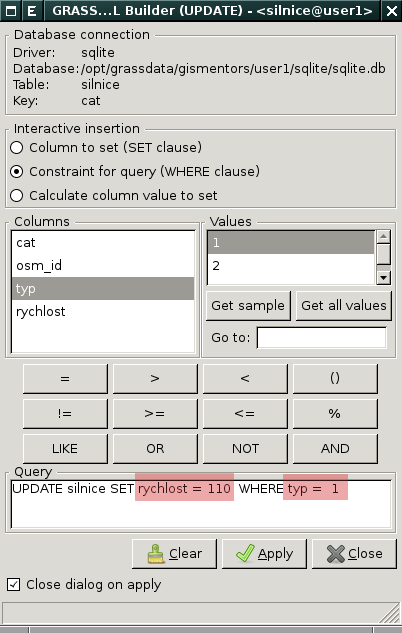 GRASS...L Builder (UPDATE) - <silnice@user1>
Database connection
Driver: sqlite
Database: /opt/grassdata/gismentors/user1/sqlite/sqlite.db
Table: silnice
Key: cat
Interactive insertion
Column to set (SET clause)
Constraint for query (WHERE clause)
Calculate column value to set
Columns
cat
osm_id
typ
rychlost
Values
1
2
Get sample Get all values
Go to:
= > < ()
!= >= <= %
LIKE OR NOT AND
Query
UPDATE silnice SET rychlost = 110 WHERE typ = 1
Clear Apply Close
Close dialog on apply